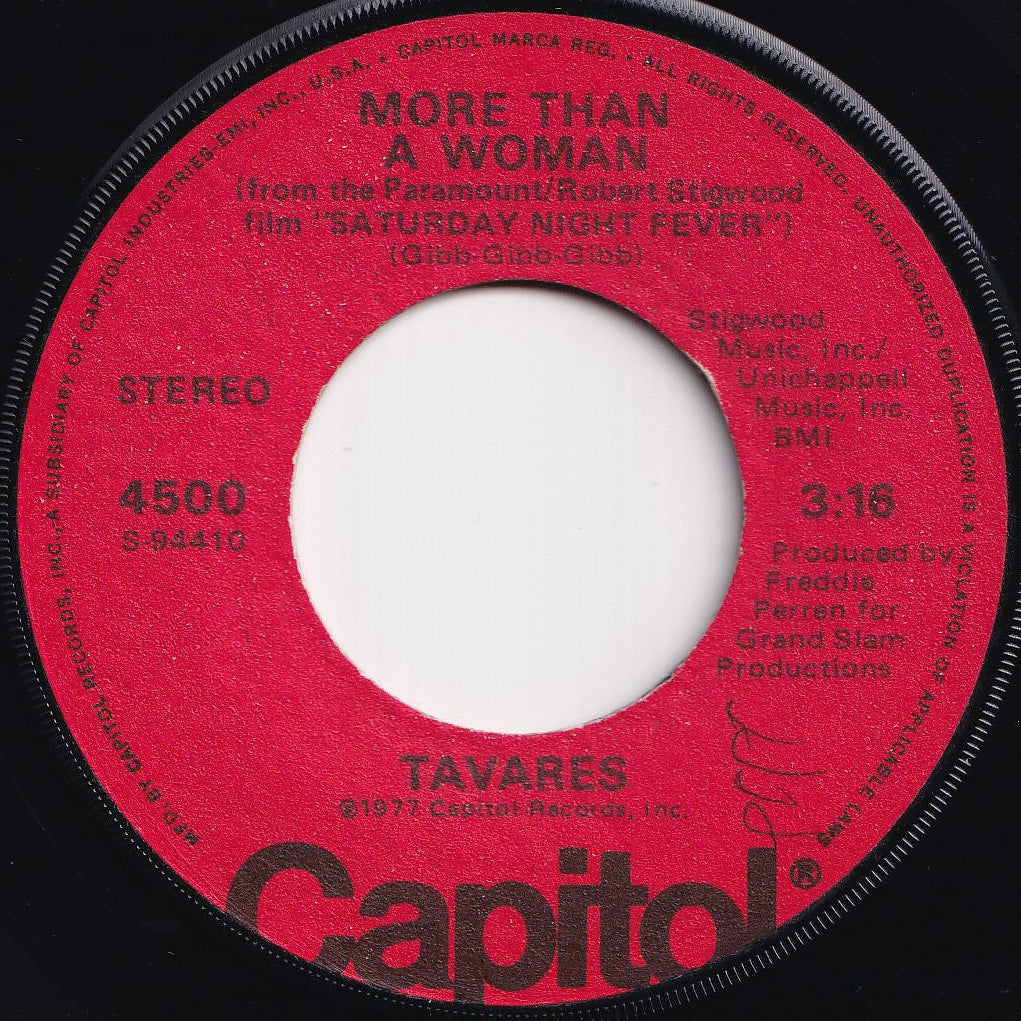 MFD. BY CAPITOL RECORDS, INC., A SUBSIDIARY OF CAPITOL INDUSTRIES-EMI, INC., U.S.A. • CAPITOL MARCA REG. • ALL RIGHTS RESERVED. UNAUTHORIZED DUPLICATION IS A VIOLATION OF APPLICABLE LAWS
MORE THAN
A WOMAN
(from the Paramount/Robert Stigwood
film "SATURDAY NIGHT FEVER")
(Gibb-Gibb-Gibb)
Stigwood
Music, Inc./
Unichappell
Music, Inc.
BMI
STEREO
4500
S-94410
3:16
Produced by
Freddie
Perren for
Grand Slam
Productions
TAVARES
℗1977 Capitol Records, Inc.
Capitol®